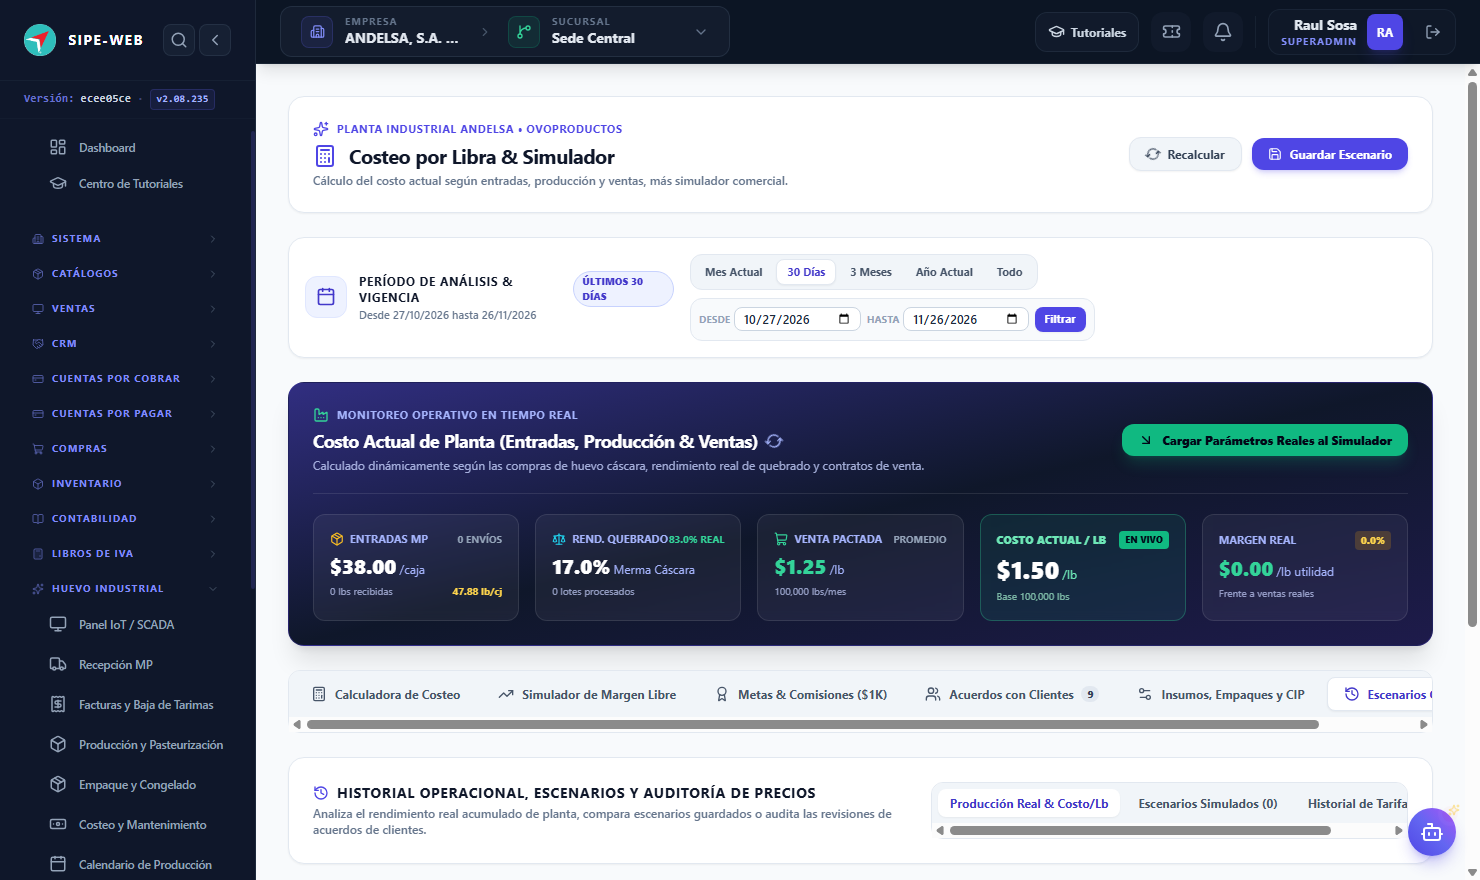 SIPE-WEB
Versión: ecee05ce · v2.08.235
Dashboard
Centro de Tutoriales
SISTEMA
CATÁLOGOS
VENTAS
CRM
CUENTAS POR COBRAR
CUENTAS POR PAGAR
COMPRAS
INVENTARIO
CONTABILIDAD
LIBROS DE IVA
HUEVO INDUSTRIAL
Panel IoT / SCADA
Recepción MP
Facturas y Baja de Tarimas
Producción y Pasteurización
Empaque y Congelado
Costeo y Mantenimiento
Calendario de Producción
EMPRESA
ANDELSA, S.A. ...
SUCURSAL
Sede Central
Tutoriales
Raul Sosa
SUPERADMIN
RA
PLANTA INDUSTRIAL ANDELSA • OVOPRODUCTOS
Costeo por Libra & Simulador
Cálculo del costo actual según entradas, producción y ventas, más simulador comercial.
Recalcular
Guardar Escenario
PERÍODO DE ANÁLISIS &
VIGENCIA
Desde 27/10/2026 hasta 26/11/2026
ÚLTIMOS 30
DÍAS
Mes Actual 30 Días 3 Meses Año Actual Todo
DESDE 10/27/2026 HASTA 11/26/2026 Filtrar
MONITOREO OPERATIVO EN TIEMPO REAL
Costo Actual de Planta (Entradas, Producción & Ventas)
Calculado dinámicamente según las compras de huevo cáscara, rendimiento real de quebrado y contratos de venta.
Cargar Parámetros Reales al Simulador
ENTRADAS MP 0 ENVÍOS
$38.00 /caja
0 lbs recibidas 47.88 lb/cj
REND. QUEBRADO 83.0% REAL
17.0% Merma Cáscara
0 lotes procesados
VENTA PACTADA PROMEDIO
$1.25 /lb
100,000 lbs/mes
COSTO ACTUAL / LB EN VIVO
$1.50 /lb
Base 100,000 lbs
MARGEN REAL 0.0%
$0.00 /lb utilidad
Frente a ventas reales
Calculadora de Costeo
Simulador de Margen Libre
Metas & Comisiones ($1K)
Acuerdos con Clientes 9
Insumos, Empaques y CIP
Escenarios
HISTORIAL OPERACIONAL, ESCENARIOS Y AUDITORÍA DE PRECIOS
Analiza el rendimiento real acumulado de planta, compara escenarios guardados o audita las revisiones de
acuerdos de clientes.
Producción Real & Costo/Lb
Escenarios Simulados (0)
Historial de Tarifa